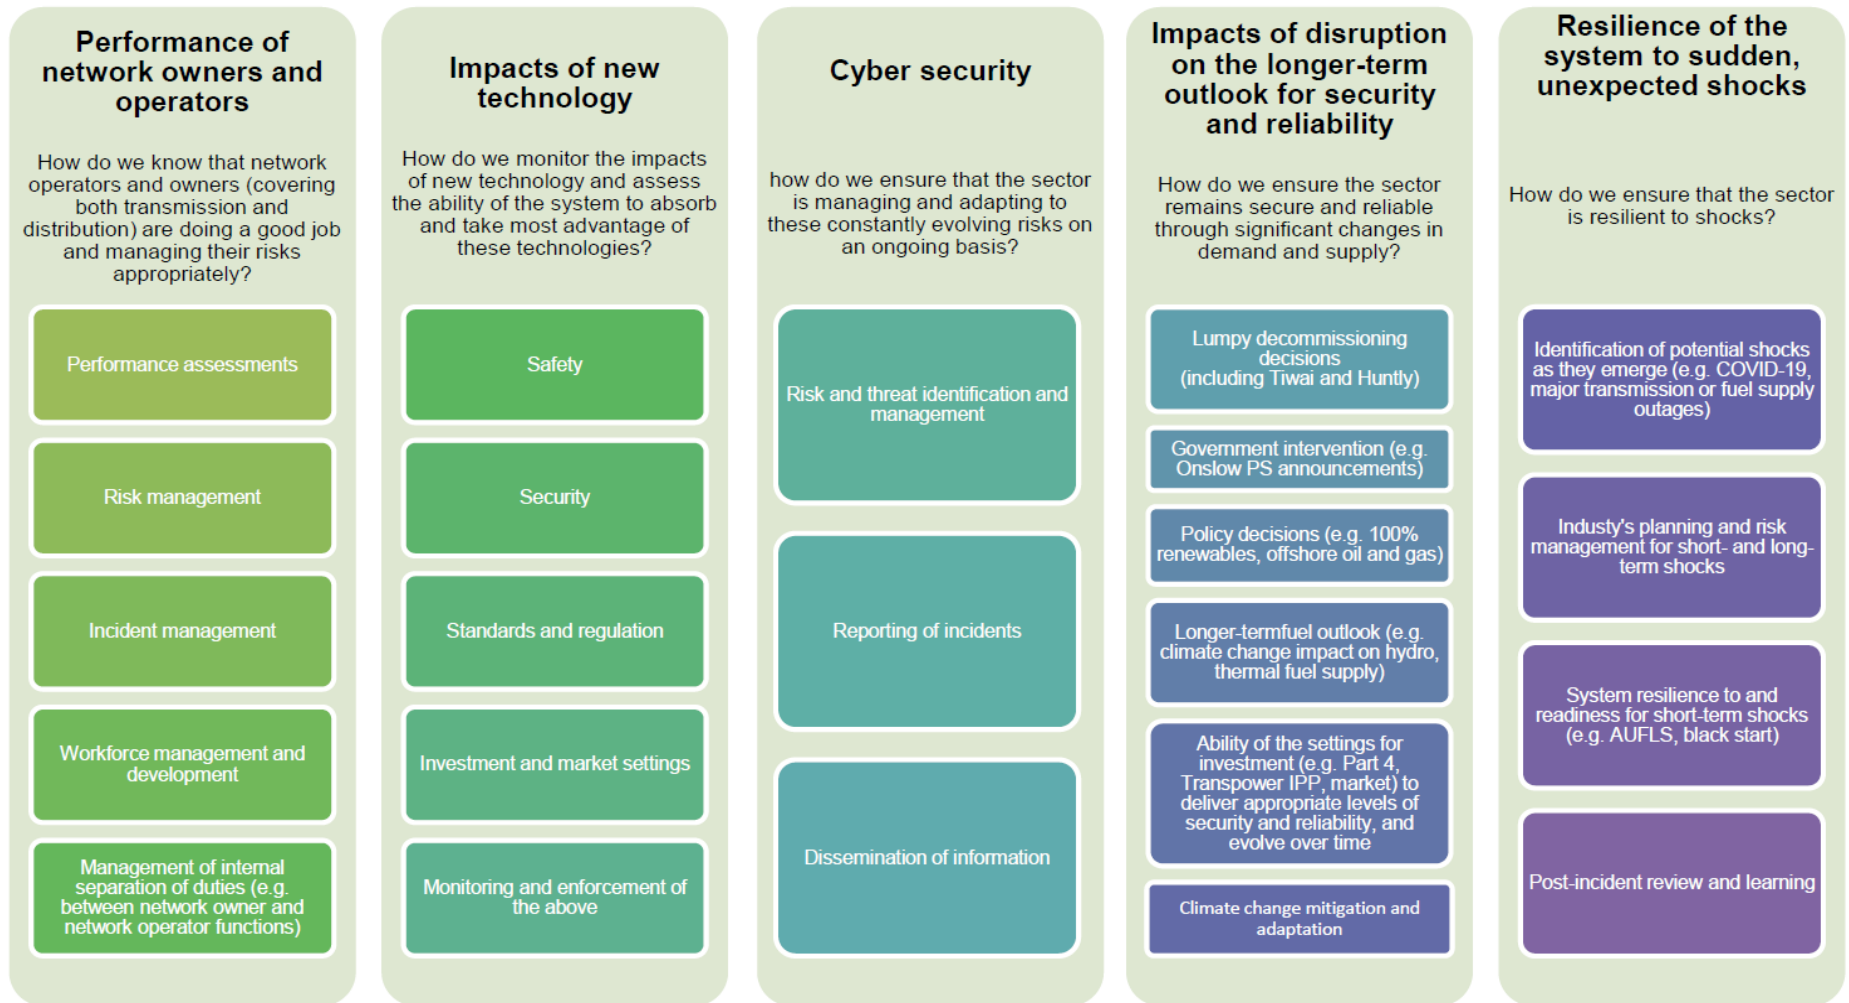 Performance of
network owners and
operators
How do we know that network
operators and owners (covering
both transmission and
distribution) are doing a good job
and managing their risks
appropriately?
Performance assessments
Risk management
Incident management
Workforce management and
development
Management of internal
separation of duties (e.g.
between network owner and
network operator functions)
Impacts of new
technology
How do we monitor the impacts
of new technology and assess
the ability of the system to absorb
and take most advantage of
these technologies?
Safety
Security
Standards and regulation
Investment and market settings
Monitoring and enforcement of
the above
Cyber security
how do we ensure that the sector
is managing and adapting to
these constantly evolving risks on
an ongoing basis?
Risk and threat identification and
management
Reporting of incidents
Dissemination of information
Impacts of disruption
on the longer-term
outlook for security
and reliability
How do we ensure the sector
remains secure and reliable
through significant changes in
demand and supply?
Lumpy decommissioning
decisions
(including Tiwai and Huntly)
Government intervention (e.g.
Onslow PS announcements)
Policy decisions (e.g. 100%
renewables, offshore oil and gas)
Longer-termfuel outlook (e.g.
climate change impact on hydro,
thermal fuel supply)
Ability of the settings for
investment (e.g. Part 4,
Transpower IPP, market) to
deliver appropriate levels of
security and reliability, and
evolve over time
Climate change mitigation and
adaptation
Resilience of the
system to sudden,
unexpected shocks
How do we ensure that the sector
is resilient to shocks?
Identification of potential shocks
as they emerge (e.g. COVID-19,
major transmission or fuel supply
outages)
Industy's planning and risk
management for short- and long-
term shocks
System resilience to and
readiness for short-term shocks
(e.g. AUFLS, black start)
Post-incident review and learning